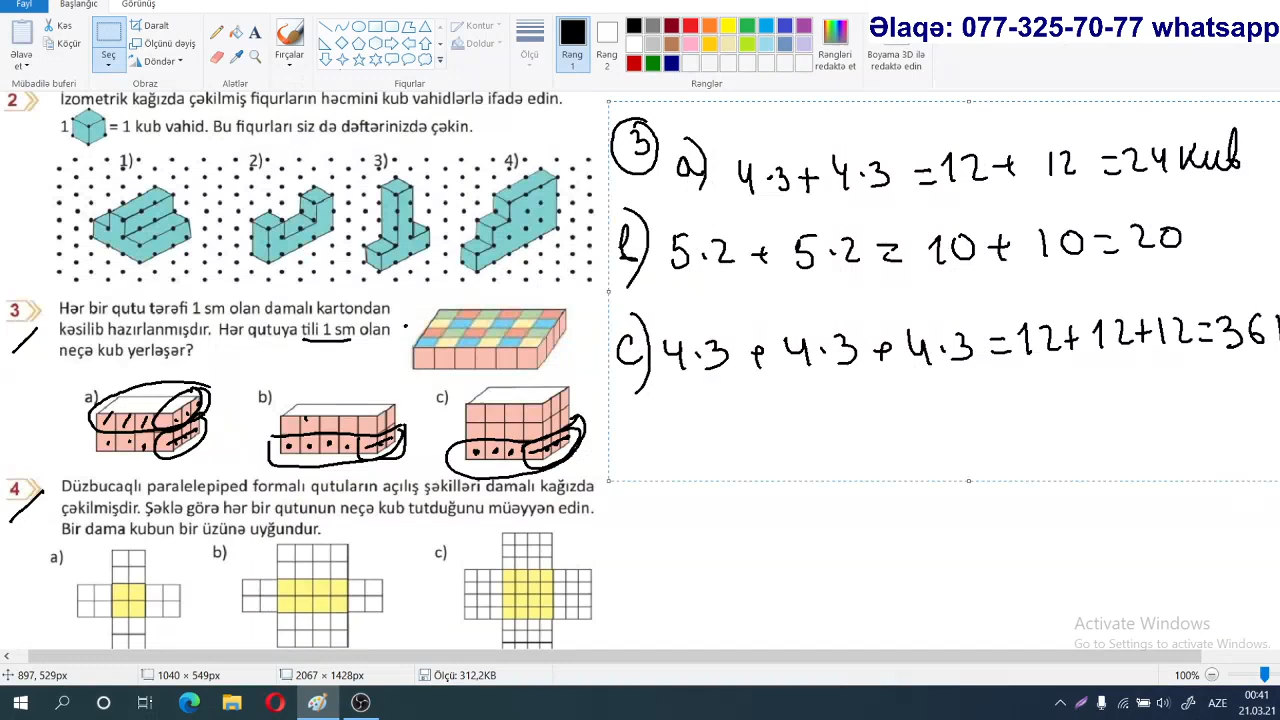 Fayl Başlanğıc Görünüş
Əlaqə: 077-325-70-77 whatsapp
Əlavə et
Kəsir
Köçür
Mübadilə buferi
Seç
Daralt
Ölçünü dəyiş
Döndər
Obraz
Alətlər
Fırçalar
Kontur
Doldur
Fiqurlar
Ölçü
Rəng 1
Rəng 2
Rəngləri redaktə et
Rənglər
Boyama 3D ilə redaktə edin
2 İzometrik kağızda çəkilmiş fiqurların həcmini kub vahidlərlə ifadə edin.
1 = 1 kub vahid. Bu fiqurları siz də dəftərinizdə çəkin.
1) 2) 3) 4)
3 Hər bir qutu tərəfi 1 sm olan damalı kartondan
kəsilib hazırlanmışdır. Hər qutuya tili 1 sm olan
neçə kub yerləşər?
a) b) c)
4 Düzbucaqlı paralelepiped formalı qutuların açılış şəkilləri damalı kağızda
çəkilmişdir. Şəklə görə hər bir qutunun neçə kub tutduğunu müəyyən edin.
Bir dama kubun bir üzünə uyğundur.
a) b) c)
3 a) 4·3+4·3=12+12=24 kub
b) 5·2+5·2=10+10=20
c) 4·3+4·3+4·3=12+12+12=36
Activate Windows
Go to Settings to activate Windows.
897, 529px 1040 × 549px 2067 × 1428px Ölçü: 312,2KB 100%
AZE
00:41
21.03.21